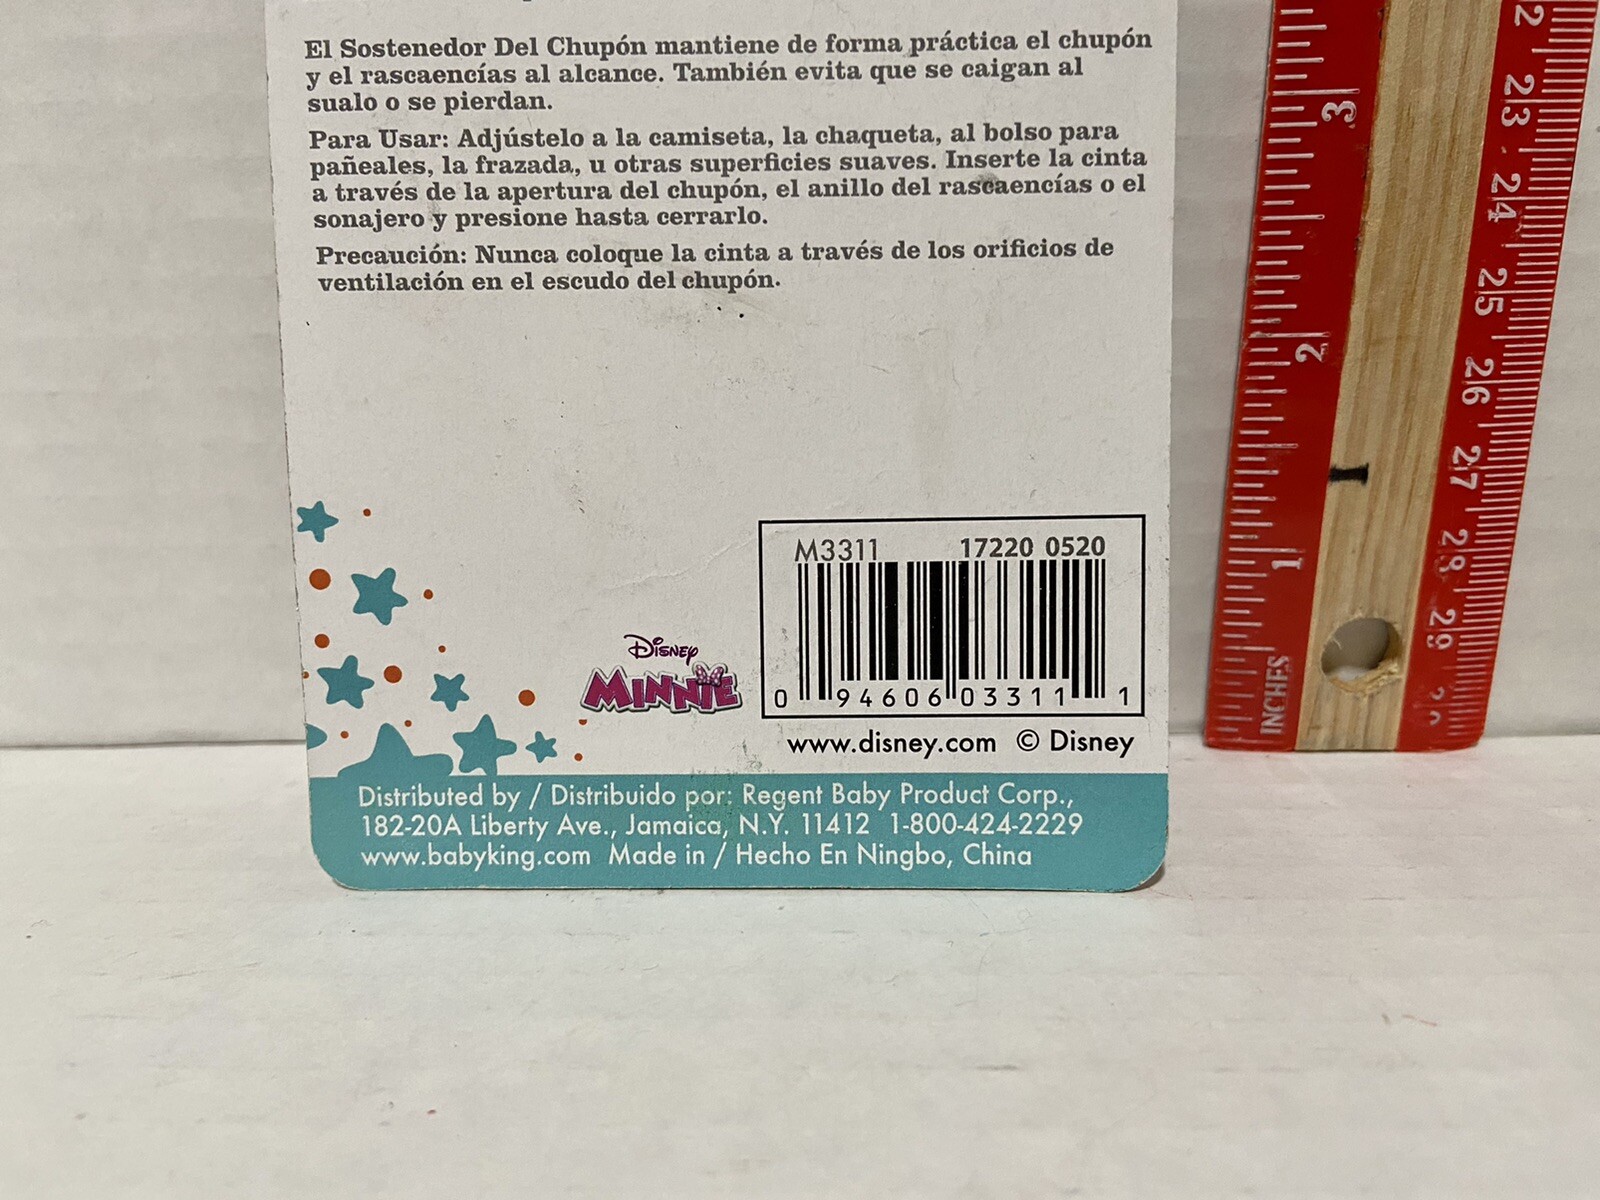 El Sostenedor Del Chupón mantiene de forma práctica el chupón
y el rascaencías al alcance. También evita que se caigan al
sualo o se pierdan.
Para Usar: Adjústelo a la camiseta, la chaqueta, al bolso para
pañeales, la frazada, u otras superficies suaves. Inserte la cinta
a través de la apertura del chupón, el anillo del rascaencías o el
sonajero y presione hasta cerrarlo.
Precaución: Nunca coloque la cinta a través de los orificios de
ventilación en el escudo del chupón.
M3311 17220 0520
0 94606 03311 1
Disney
MINNIE
www.disney.com © Disney
Distributed by / Distribuido por: Regent Baby Product Corp.,
182-20A Liberty Ave., Jamaica, N.Y. 11412 1-800-424-2229
www.babyking.com Made in / Hecho En Ningbo, China
3
2
1
INCHES
1
23
24
25
26
27
28
29